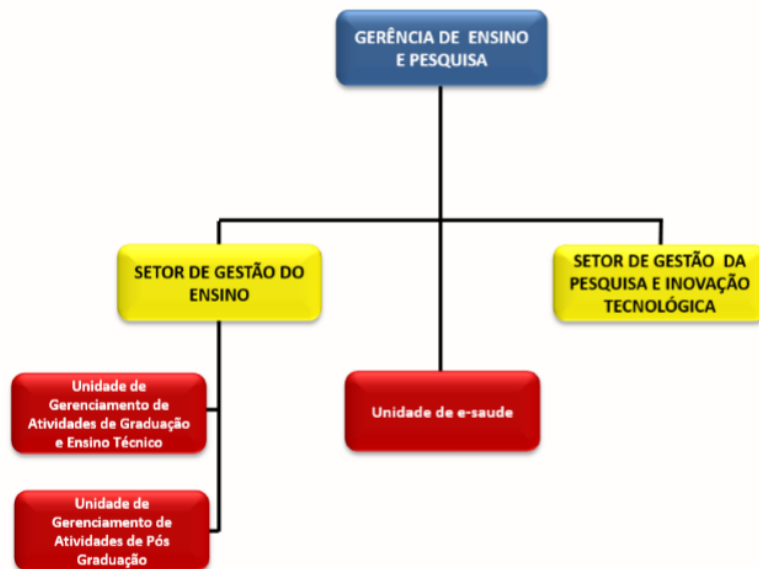 GERÊNCIA DE ENSINO
E PESQUISA
SETOR DE GESTÃO DO
ENSINO
SETOR DE GESTÃO DA
PESQUISA E INOVAÇÃO
TECNOLÓGICA
Unidade de
Gerenciamento de
Atividades de Graduação
e Ensino Técnico
Unidade de e-saude
Unidade de
Gerenciamento de
Atividades de Pós
Graduação